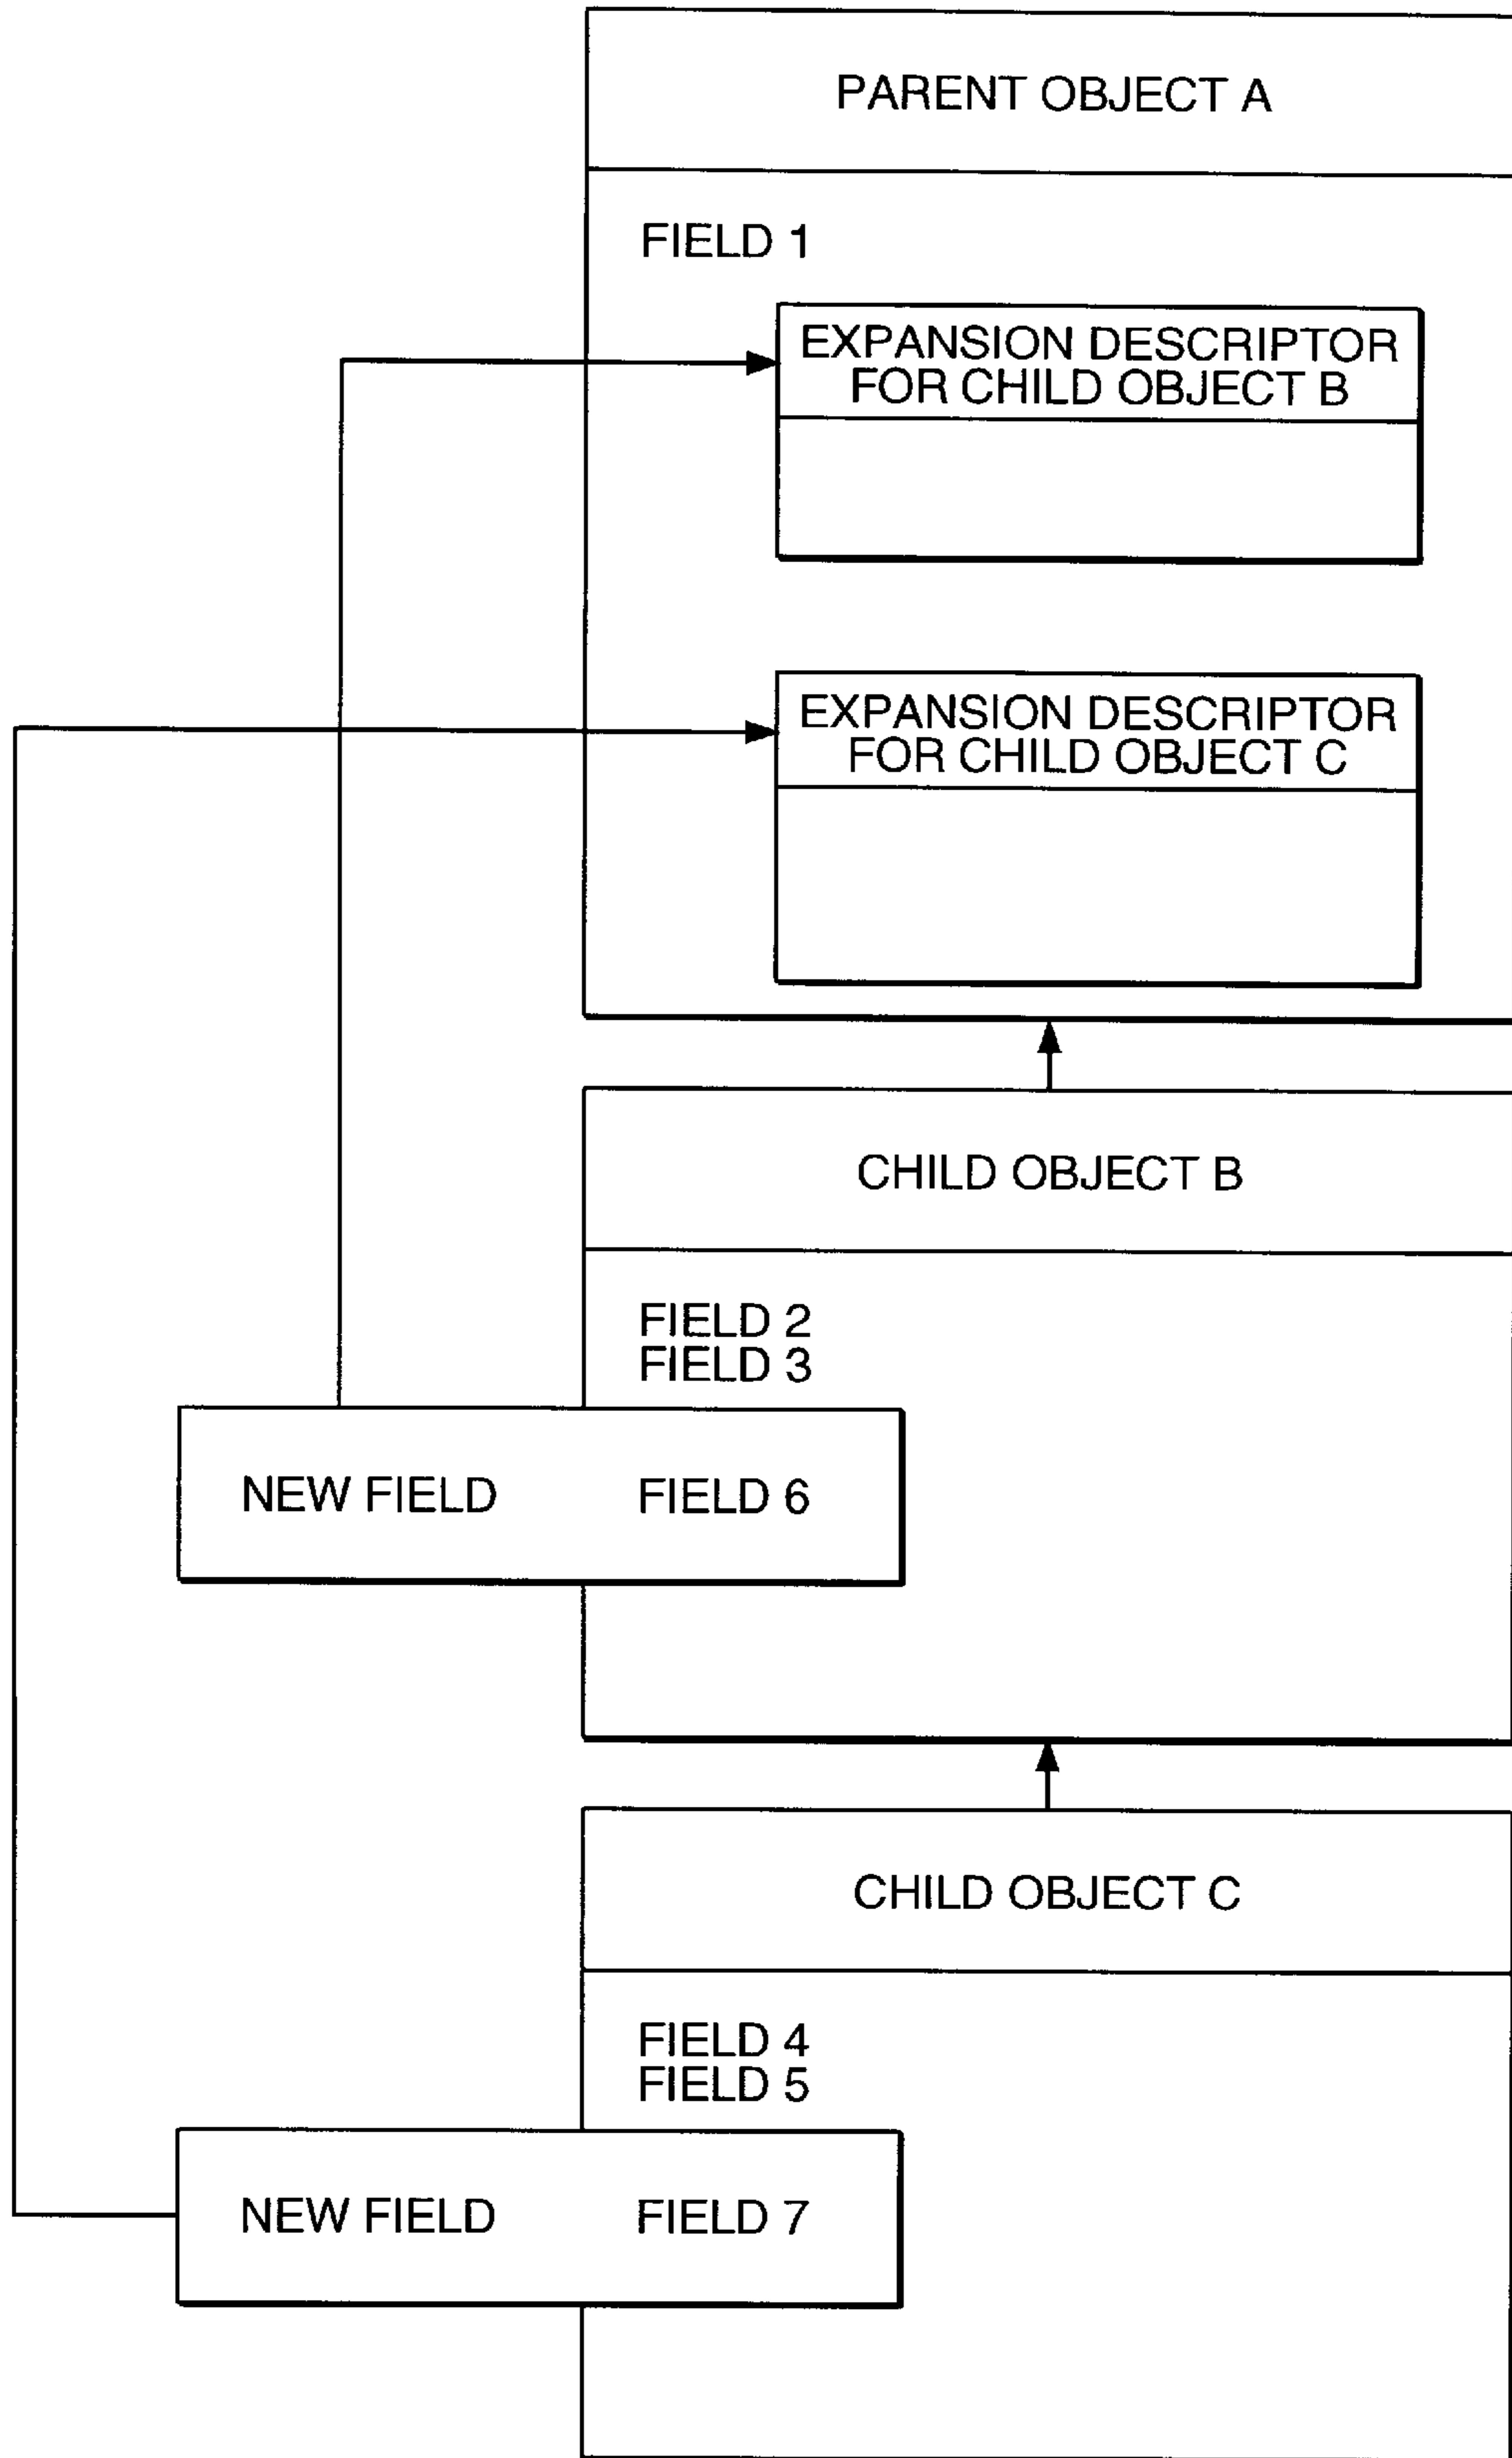 PARENT OBJECT A
FIELD 1
EXPANSION DESCRIPTOR
FOR CHILD OBJECT B
EXPANSION DESCRIPTOR
FOR CHILD OBJECT C
CHILD OBJECT B
FIELD 2
FIELD 3
NEW FIELD FIELD 6
CHILD OBJECT C
FIELD 4
FIELD 5
NEW FIELD FIELD 7